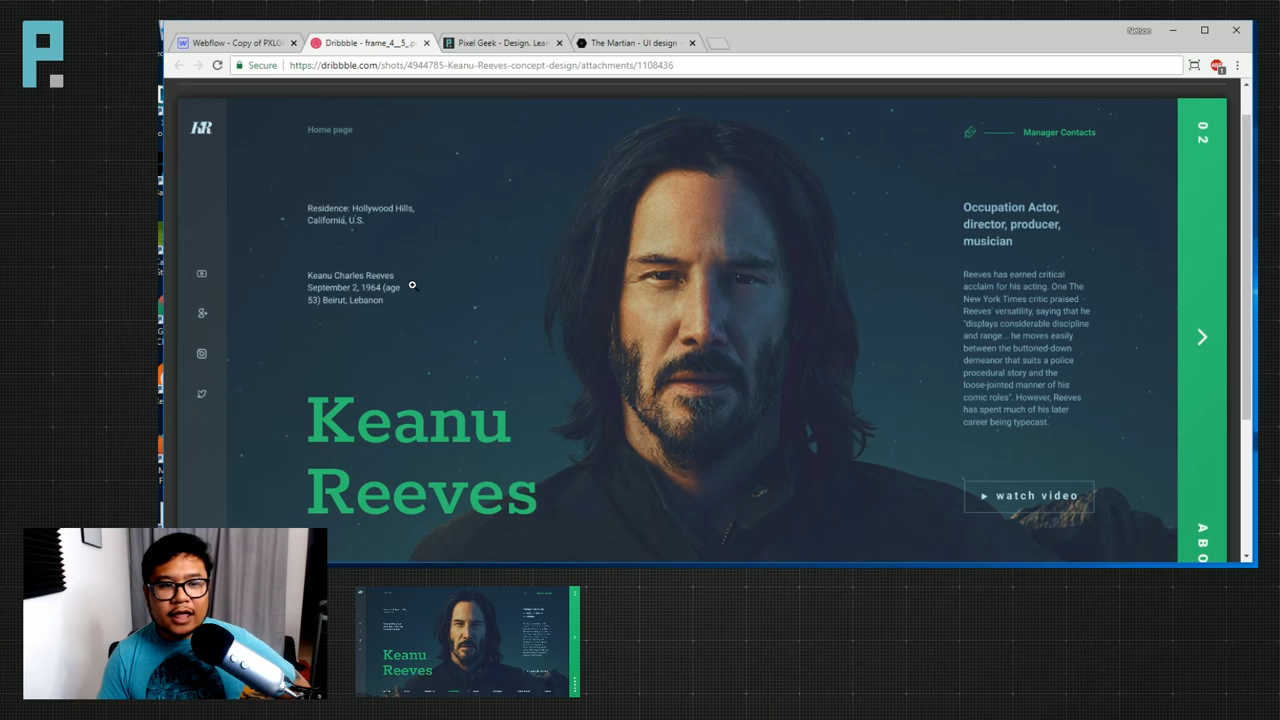 Nelson
Webflow - Copy of PXLG
Dribbble - frame_4__5_.p
Pixel Geek - Design. Lea
The Martian - UI design -
Secure
https://dribbble.com/shots/4944785-Keanu-Reeves-concept-design/attachments/1108436
1
KR
Home page
Manager Contacts
02
Residence: Hollywood Hills,
California, U.S.
Keanu Charles Reeves
September 2, 1964 (age
53) Beirut, Lebanon
Occupation Actor,
director, producer,
musician
Reeves has earned critical
acclaim for his acting. One The
New York Times critic praised
Reeves' versatility, saying that he
"displays considerable discipline
and range... he moves easily
between the buttoned-down
demeanor that suits a police
procedural story and the
loose-jointed manner of his
comic roles". However, Reeves
has spent much of his later
career being typecast.
Keanu
Reeves
watch video
ABO
Keanu
Reeves